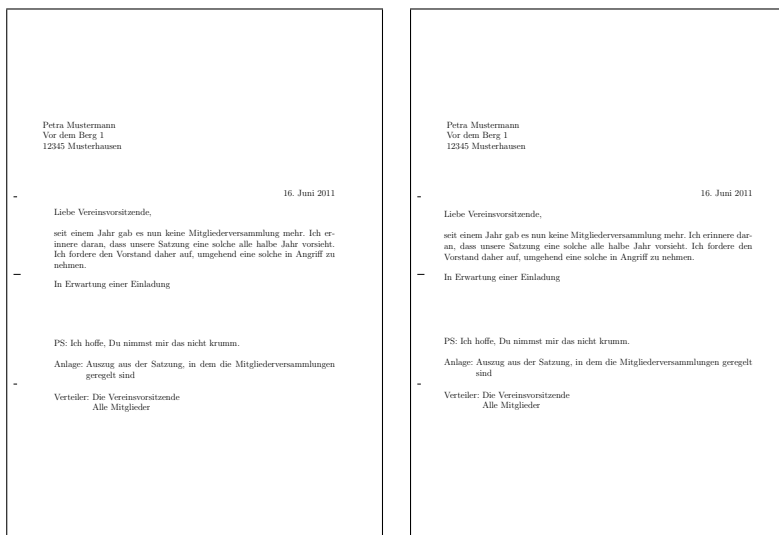 Petra Mustermann
Vor dem Berg 1
12345 Musterhausen
16. Juni 2011
Liebe Vereinsvorsitzende,
seit einem Jahr gab es nun keine Mitgliederversammlung mehr. Ich er-
innere daran, dass unsere Satzung eine solche alle halbe Jahr vorsieht.
Ich fordere den Vorstand daher auf, umgehend eine solche in Angriff zu
nehmen.
In Erwartung einer Einladung
PS: Ich hoffe, Du nimmst mir das nicht krumm.
Anlage: Auszug aus der Satzung, in dem die Mitgliederversammlungen
geregelt sind
Verteiler: Die Vereinsvorsitzende
Alle Mitglieder
Petra Mustermann
Vor dem Berg 1
12345 Musterhausen
16. Juni 2011
Liebe Vereinsvorsitzende,
seit einem Jahr gab es nun keine Mitgliederversammlung mehr. Ich erinnere dar-
an, dass unsere Satzung eine solche alle halbe Jahr vorsieht. Ich fordere den
Vorstand daher auf, umgehend eine solche in Angriff zu nehmen.
In Erwartung einer Einladung
PS: Ich hoffe, Du nimmst mir das nicht krumm.
Anlage: Auszug aus der Satzung, in dem die Mitgliederversammlungen geregelt
sind
Verteiler: Die Vereinsvorsitzende
Alle Mitglieder